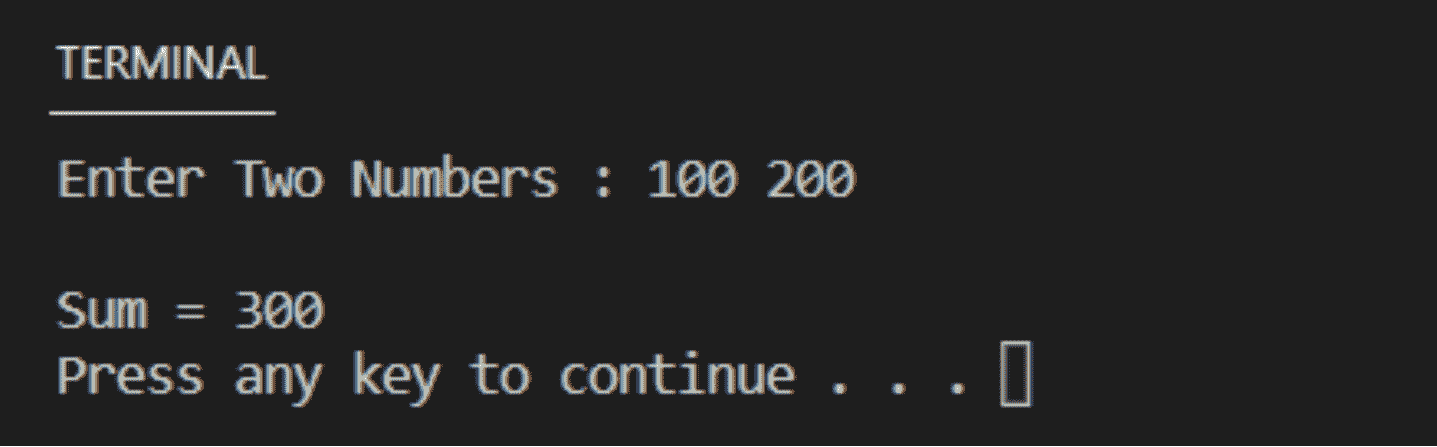 TERMINAL
Enter Two Numbers : 100 200
Sum = 300
Press any key to continue . . .